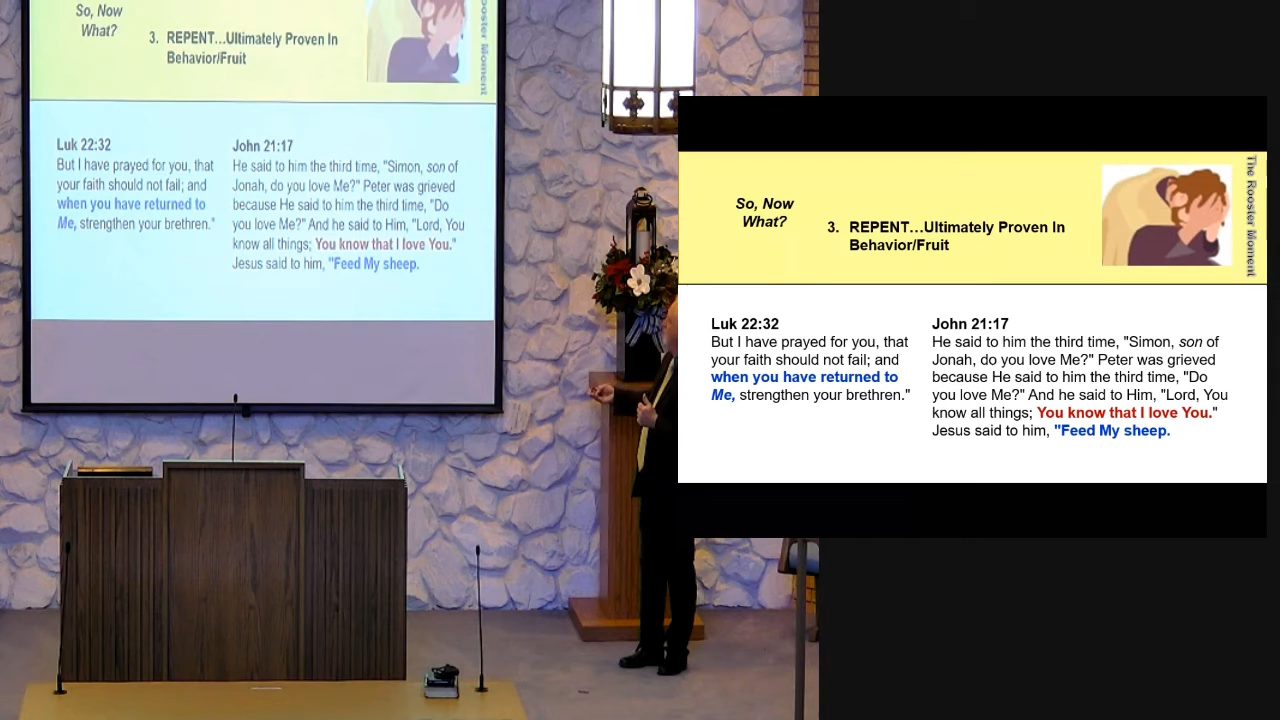 So, Now
What?
3. REPENT...Ultimately Proven In
Behavior/Fruit
ooster Moment
Luk 22:32
But I have prayed for you, that
your faith should not fail; and
when you have returned to
Me, strengthen your brethren."
John 21:17
He said to him the third time, "Simon, son of
Jonah, do you love Me?" Peter was grieved
because He said to him the third time, "Do
you love Me?" And he said to Him, "Lord, You
know all things; You know that I love You."
Jesus said to him, "Feed My sheep.
So, Now
What?
3. REPENT...Ultimately Proven In
Behavior/Fruit
The Rooster Moment
Luk 22:32
But I have prayed for you, that
your faith should not fail; and
when you have returned to
Me, strengthen your brethren."
John 21:17
He said to him the third time, "Simon, son of
Jonah, do you love Me?" Peter was grieved
because He said to him the third time, "Do
you love Me?" And he said to Him, "Lord, You
know all things; You know that I love You."
Jesus said to him, "Feed My sheep.